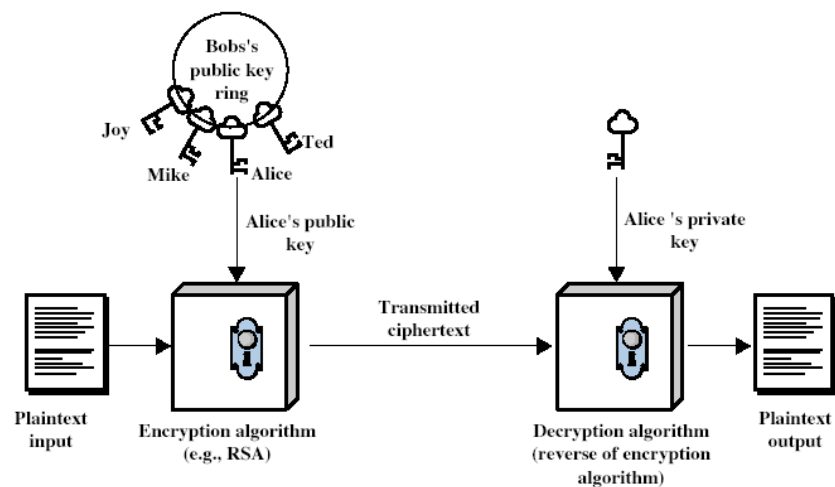 Bobs's
public key
ring
Joy
Ted
Mike
Alice
Alice's public
key
Alice 's private
key
Transmitted
ciphertext
Plaintext
input
Encryption algorithm
(e.g., RSA)
Decryption algorithm
(reverse of encryption
algorithm)
Plaintext
output